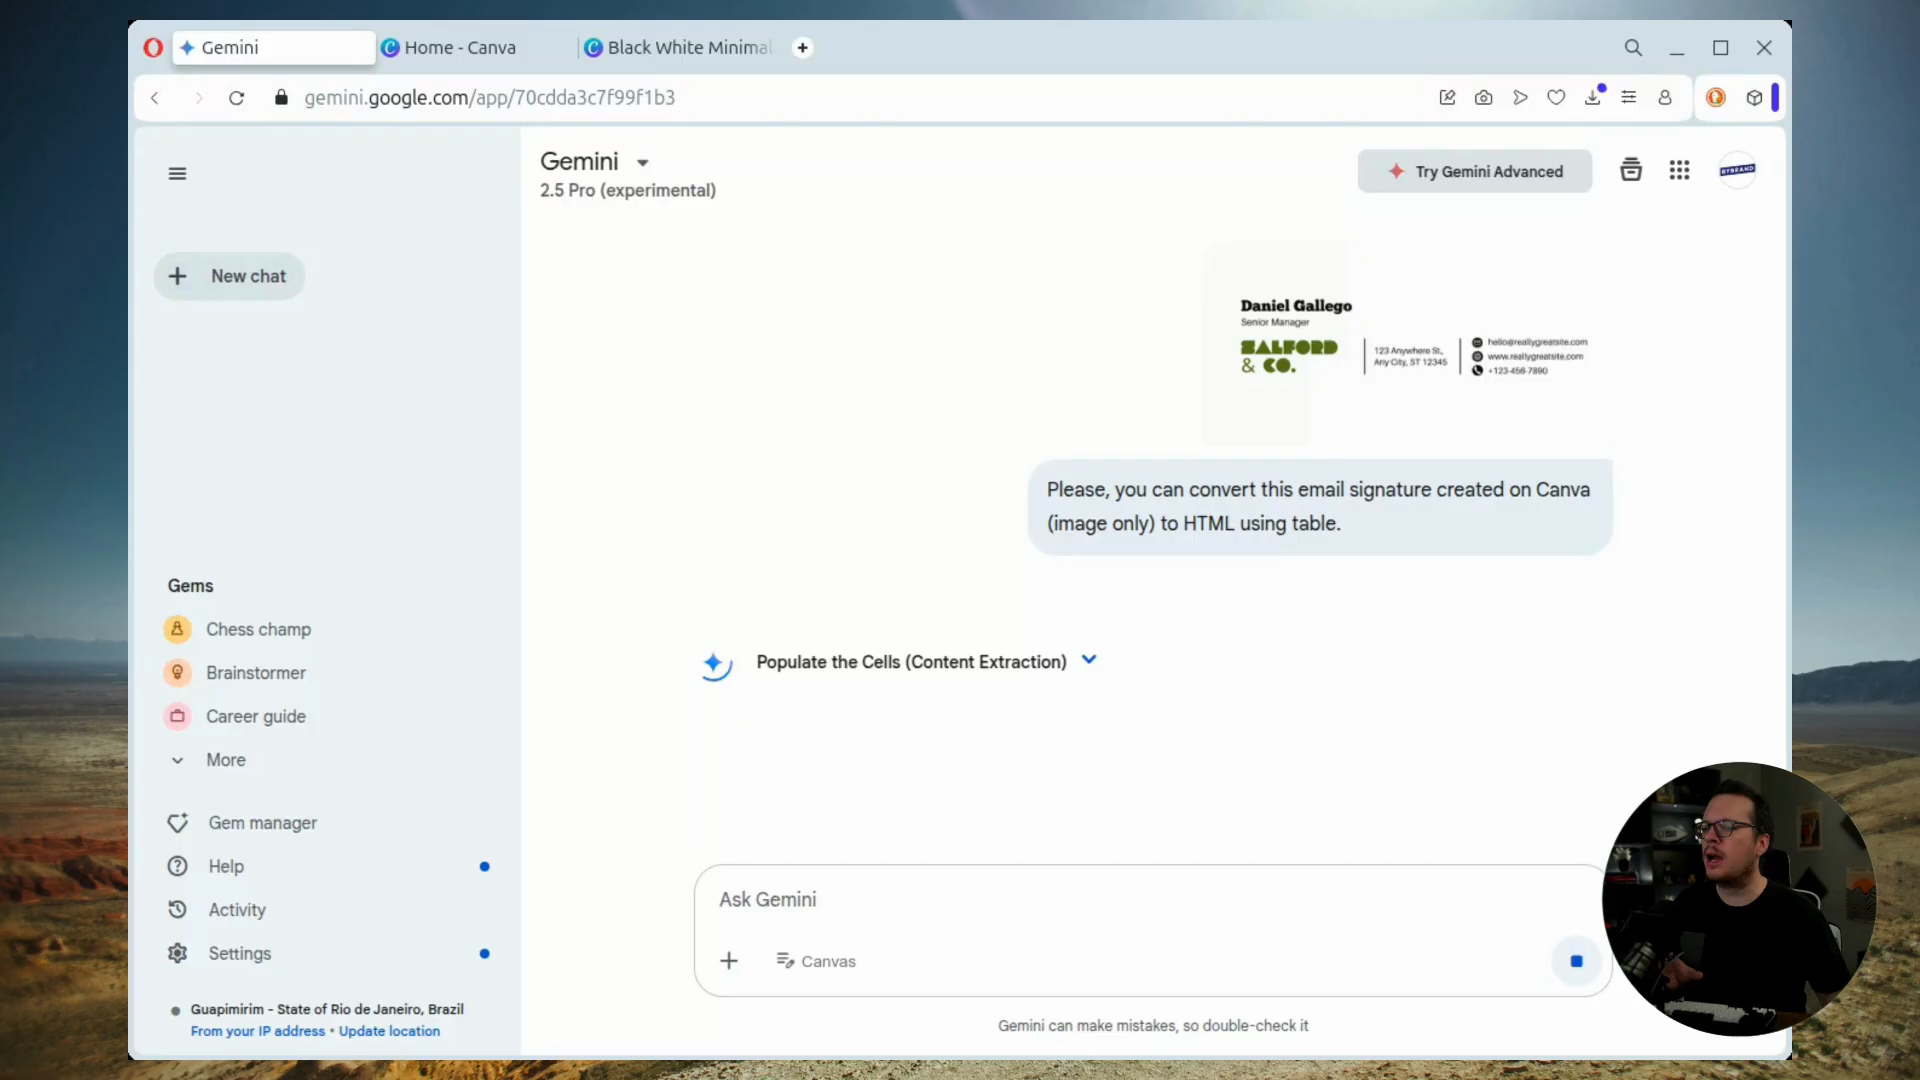 Gemini
Home - Canva
Black White Minimal
gemini.google.com/app/70cdda3c7f99f1b3
Gemini
2.5 Pro (experimental)
Try Gemini Advanced
New chat
Daniel Gallego
Senior Manager
SALFORD
& CO.
123 Anywhere St.,
Any City, ST 12345
hello@reallygreatsite.com
www.reallygreatsite.com
+123-456-7890
Please, you can convert this email signature created on Canva
(image only) to HTML using table.
Gems
Chess champ
Brainstormer
Career guide
More
Populate the Cells (Content Extraction)
Gem manager
Help
Activity
Settings
Guapimirim - State of Rio de Janeiro, Brazil
From your IP address • Update location
Ask Gemini
Canvas
Gemini can make mistakes, so double-check it